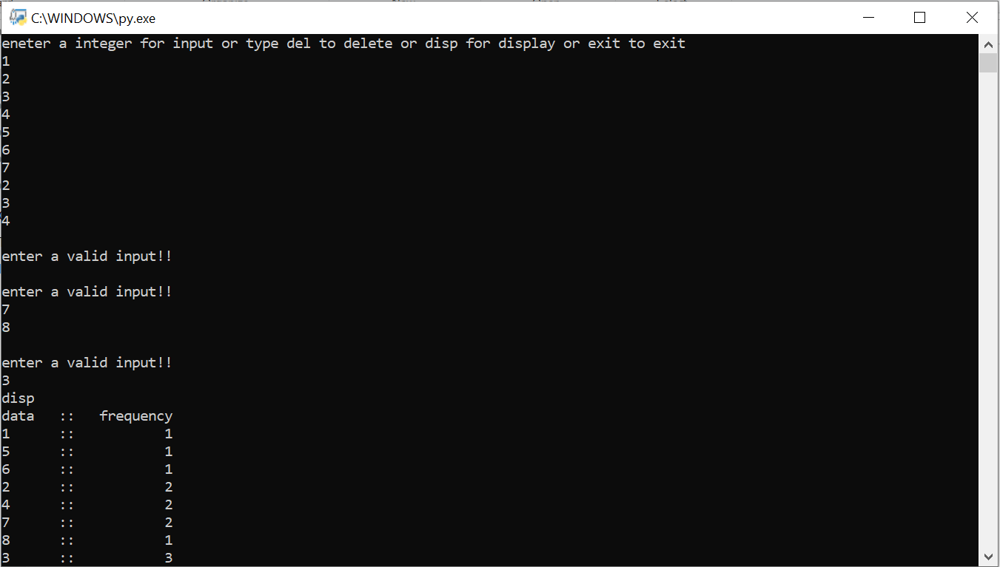 C:\WINDOWS\py.exe
eneter a integer for input or type del to delete or disp for display or exit to exit
1
2
3
4
5
6
7
2
3
4
enter a valid input!!
enter a valid input!!
7
8
enter a valid input!!
3
disp
data :: frequency
1 :: 1
5 :: 1
6 :: 1
2 :: 2
4 :: 2
7 :: 2
8 :: 1
3 :: 3